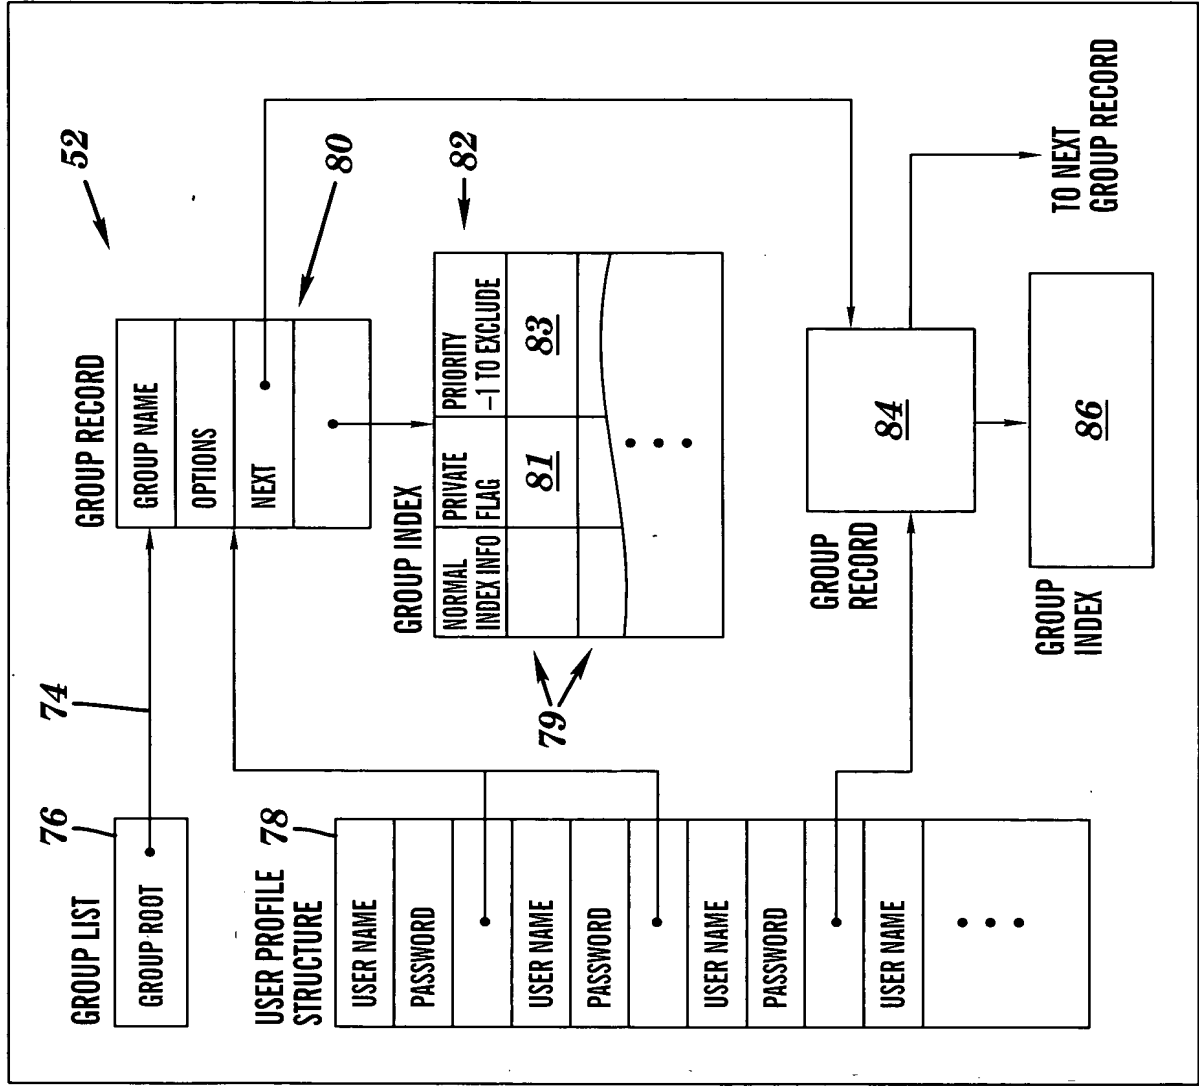 GROUP LIST
76
GROUP ROOT
74
GROUP RECORD
52
GROUP NAME
OPTIONS
NEXT
80
USER PROFILE
STRUCTURE
78
USER NAME
PASSWORD
USER NAME
PASSWORD
USER NAME
PASSWORD
USER NAME
GROUP INDEX
82
NORMAL
INDEX INFO
PRIVATE
FLAG
PRIORITY
-1 TO EXCLUDE
81
83
79
GROUP
RECORD
84
TO NEXT
GROUP RECORD
GROUP
INDEX
86